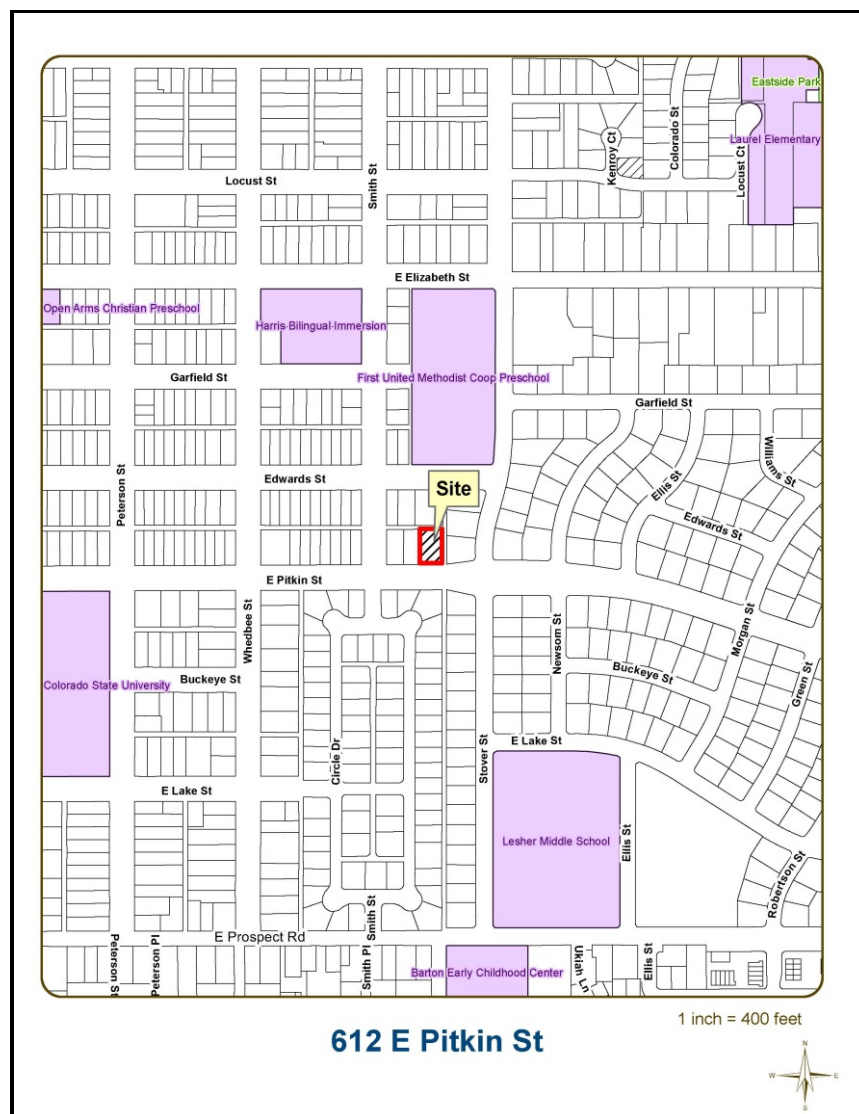 Eastside Park
Laurel Elementary
Colorado St
Kenroy Ct
Locust Ct
Smith St
Locust St
E Elizabeth St
Open Arms Christian Preschool
Harris Bilingual Immersion
First United Methodist Coop Preschool
Garfield St
Garfield St
Williams St
Ellis St
Peterson St
Edwards St
Site
Edwards St
E Pitkin St
Whedbee St
Newsom St
Morgan St
Green St
Buckeye St
Colorado State University
Buckeye St
Circle Dr
Stover St
E Lake St
E Lake St
Lesher Middle School
Ellis St
Robertson St
Smith St
E Prospect Rd
Peterson St
Peterson Pl
Smith Pl
Barton Early Childhood Center
Ukiah Ln
Ellis St
1 inch = 400 feet
612 E Pitkin St
N
W
E
S